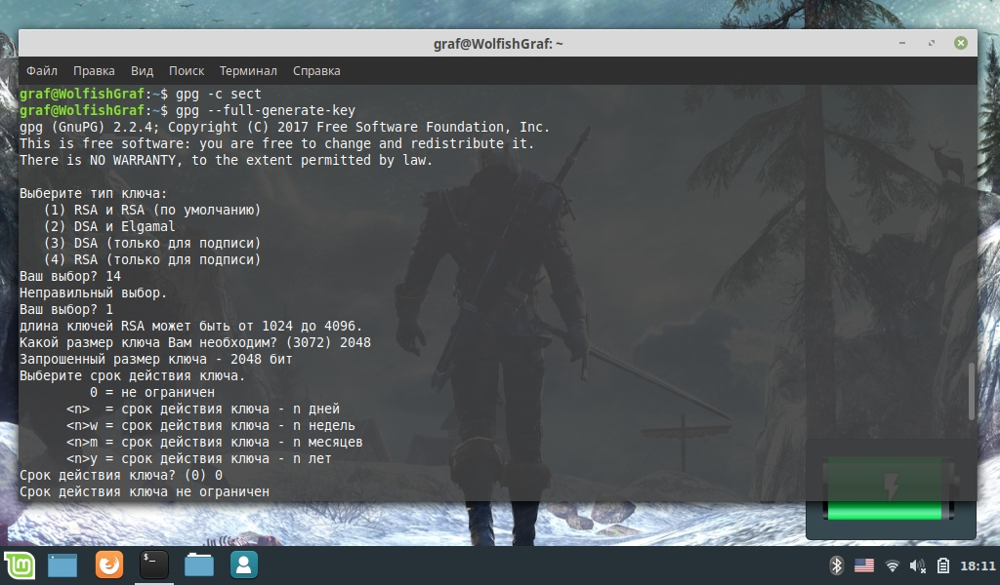 graf@WolfishGraf: ~
Файл Правка Вид Поиск Терминал Справка
graf@WolfishGraf:~$ gpg -c sect
graf@WolfishGraf:~$ gpg --full-generate-key
gpg (GnuPG) 2.2.4; Copyright (C) 2017 Free Software Foundation, Inc.
This is free software: you are free to change and redistribute it.
There is NO WARRANTY, to the extent permitted by law.
Выберите тип ключа:
(1) RSA и RSA (по умолчанию)
(2) DSA и Elgamal
(3) DSA (только для подписи)
(4) RSA (только для подписи)
Ваш выбор? 14
Неправильный выбор.
Ваш выбор? 1
длина ключей RSA может быть от 1024 до 4096.
Какой размер ключа Вам необходим? (3072) 2048
Запрошенный размер ключа - 2048 бит
Выберите срок действия ключа.
0 = не ограничен
<n>  = срок действия ключа - n дней
<n>w = срок действия ключа - n недель
<n>m = срок действия ключа - n месяцев
<n>y = срок действия ключа - n лет
Срок действия ключа? (0) 0
Срок действия ключа не ограничен
$_
18:11